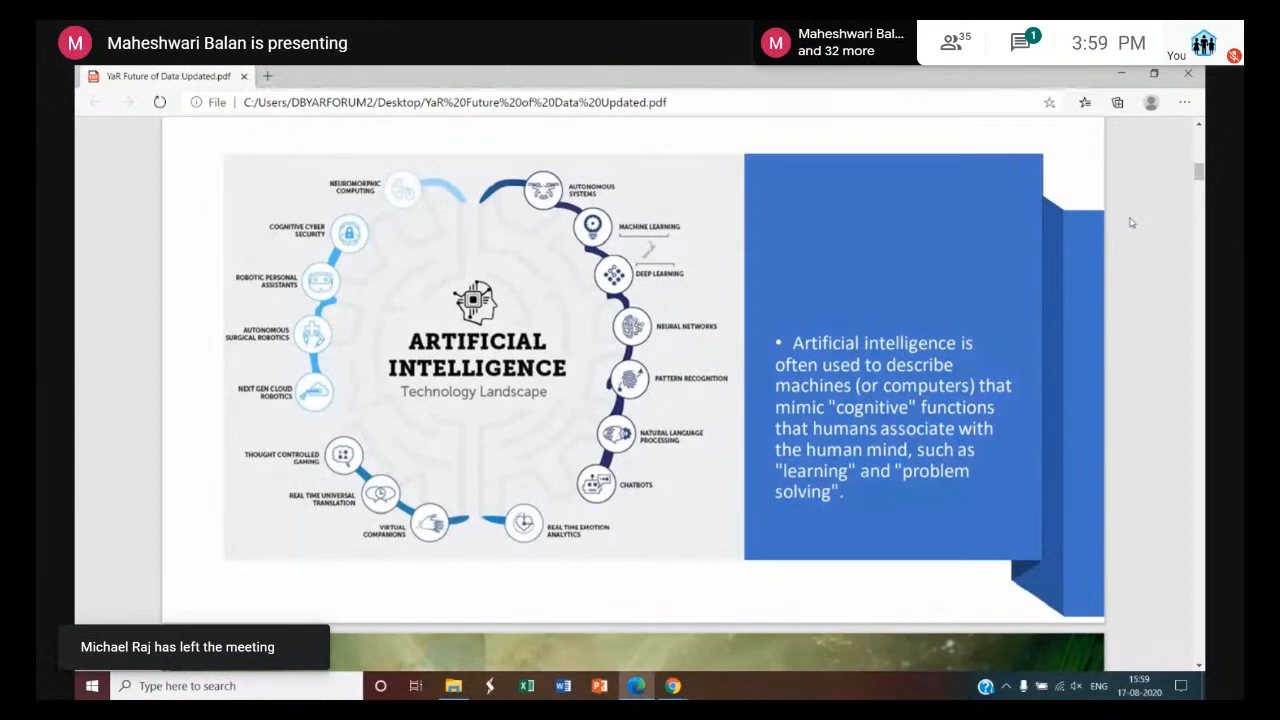 M
Maheshwari Balan is presenting
M
Maheshwari Bal...
and 32 more
35
1
3:59 PM
You
YaR Future of Data Updated.pdf
File
C:/Users/DBYARFORUM2/Desktop/YaR%20Future%20of%20Data%20Updated.pdf
NEUROMORPHIC
COMPUTING
COGNITIVE CYBER
SECURITY
ROBOTIC PERSONAL
ASSISTANTS
AUTONOMOUS
SURGICAL ROBOTICS
NEXT GEN CLOUD
ROBOTICS
THOUGHT CONTROLLED
GAMING
REAL TIME UNIVERSAL
TRANSLATION
VIRTUAL
COMPANIONS
ARTIFICIAL
INTELLIGENCE
Technology Landscape
AUTONOMOUS
SYSTEMS
MACHINE LEARNING
DEEP LEARNING
NEURAL NETWORKS
PATTERN RECOGNITION
NATURAL LANGUAGE
PROCESSING
CHATBOTS
REAL TIME EMOTION
ANALYTICS
• Artificial intelligence is
often used to describe
machines (or computers) that
mimic "cognitive" functions
that humans associate with
the human mind, such as
"learning" and "problem
solving".
Michael Raj has left the meeting
Type here to search
ENG
15:59
17-08-2020